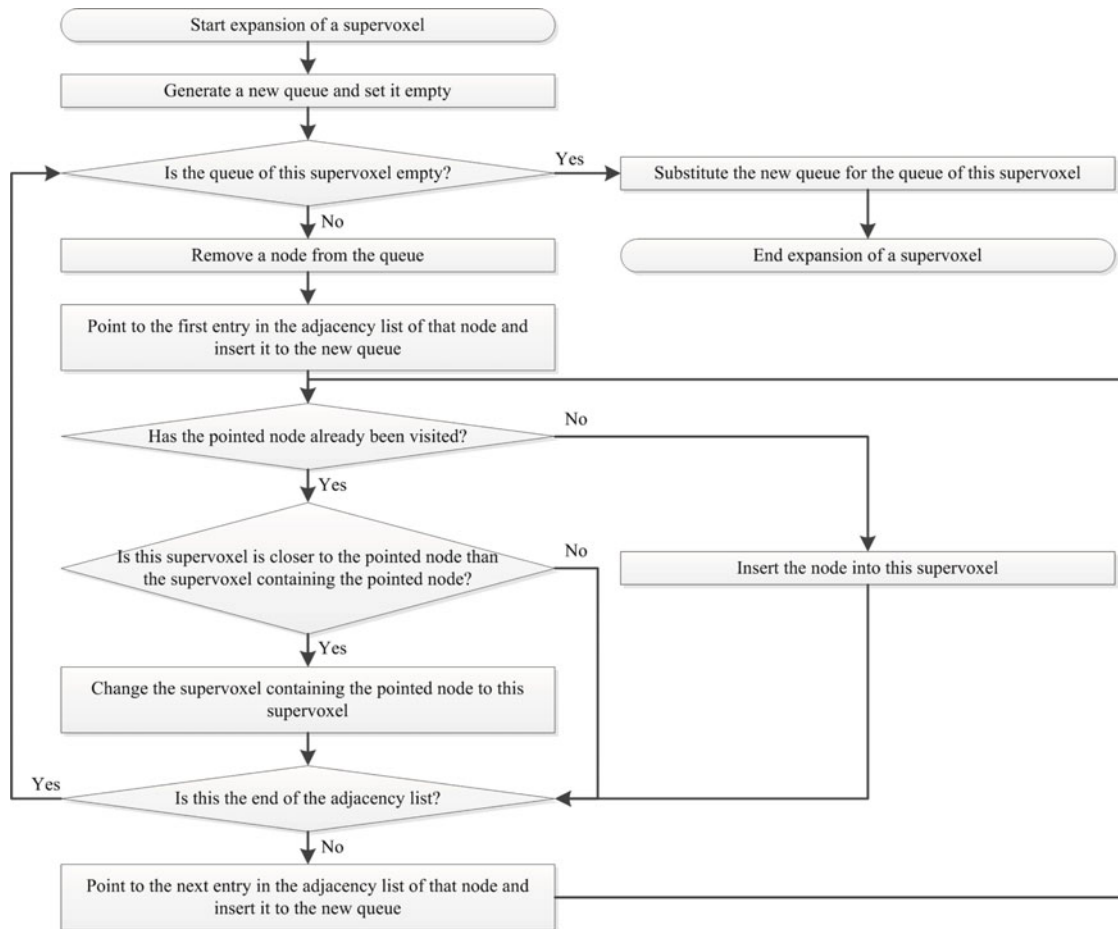 Start expansion of a supervoxel
Generate a new queue and set it empty
Is the queue of this supervoxel empty?
Yes
Substitute the new queue for the queue of this supervoxel
No
Remove a node from the queue
End expansion of a supervoxel
Point to the first entry in the adjacency list of that node and
insert it to the new queue
No
Has the pointed node already been visited?
Yes
Is this supervoxel is closer to the pointed node than
the supervoxel containing the pointed node?
No
Insert the node into this supervoxel
Yes
Change the supervoxel containing the pointed node to this
supervoxel
Yes
Is this the end of the adjacency list?
No
Point to the next entry in the adjacency list of that node and
insert it to the new queue